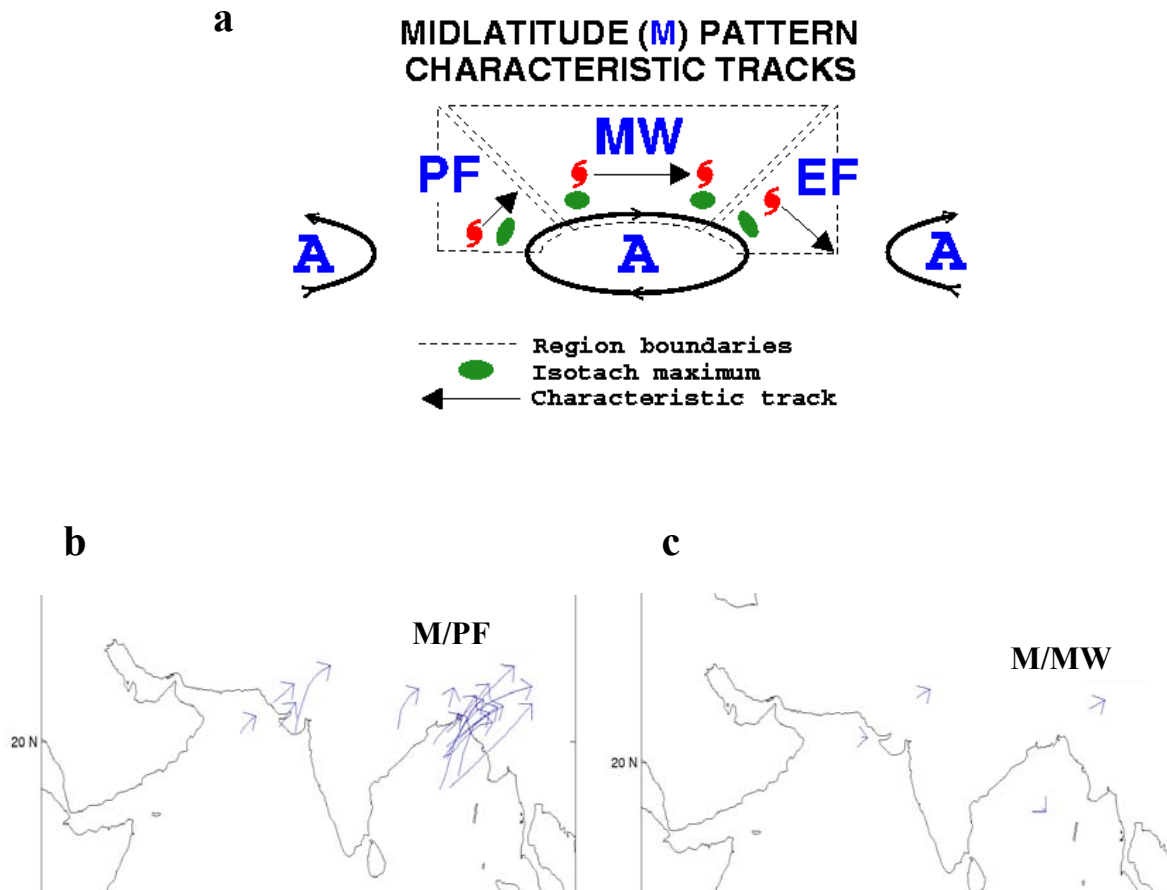 a
MIDLATITUDE (M) PATTERN
CHARACTERISTIC TRACKS
MW
PF
EF
A
A
A
Region boundaries
Isotach maximum
Characteristic track
b
c
M/PF
M/MW
20 N
20 N